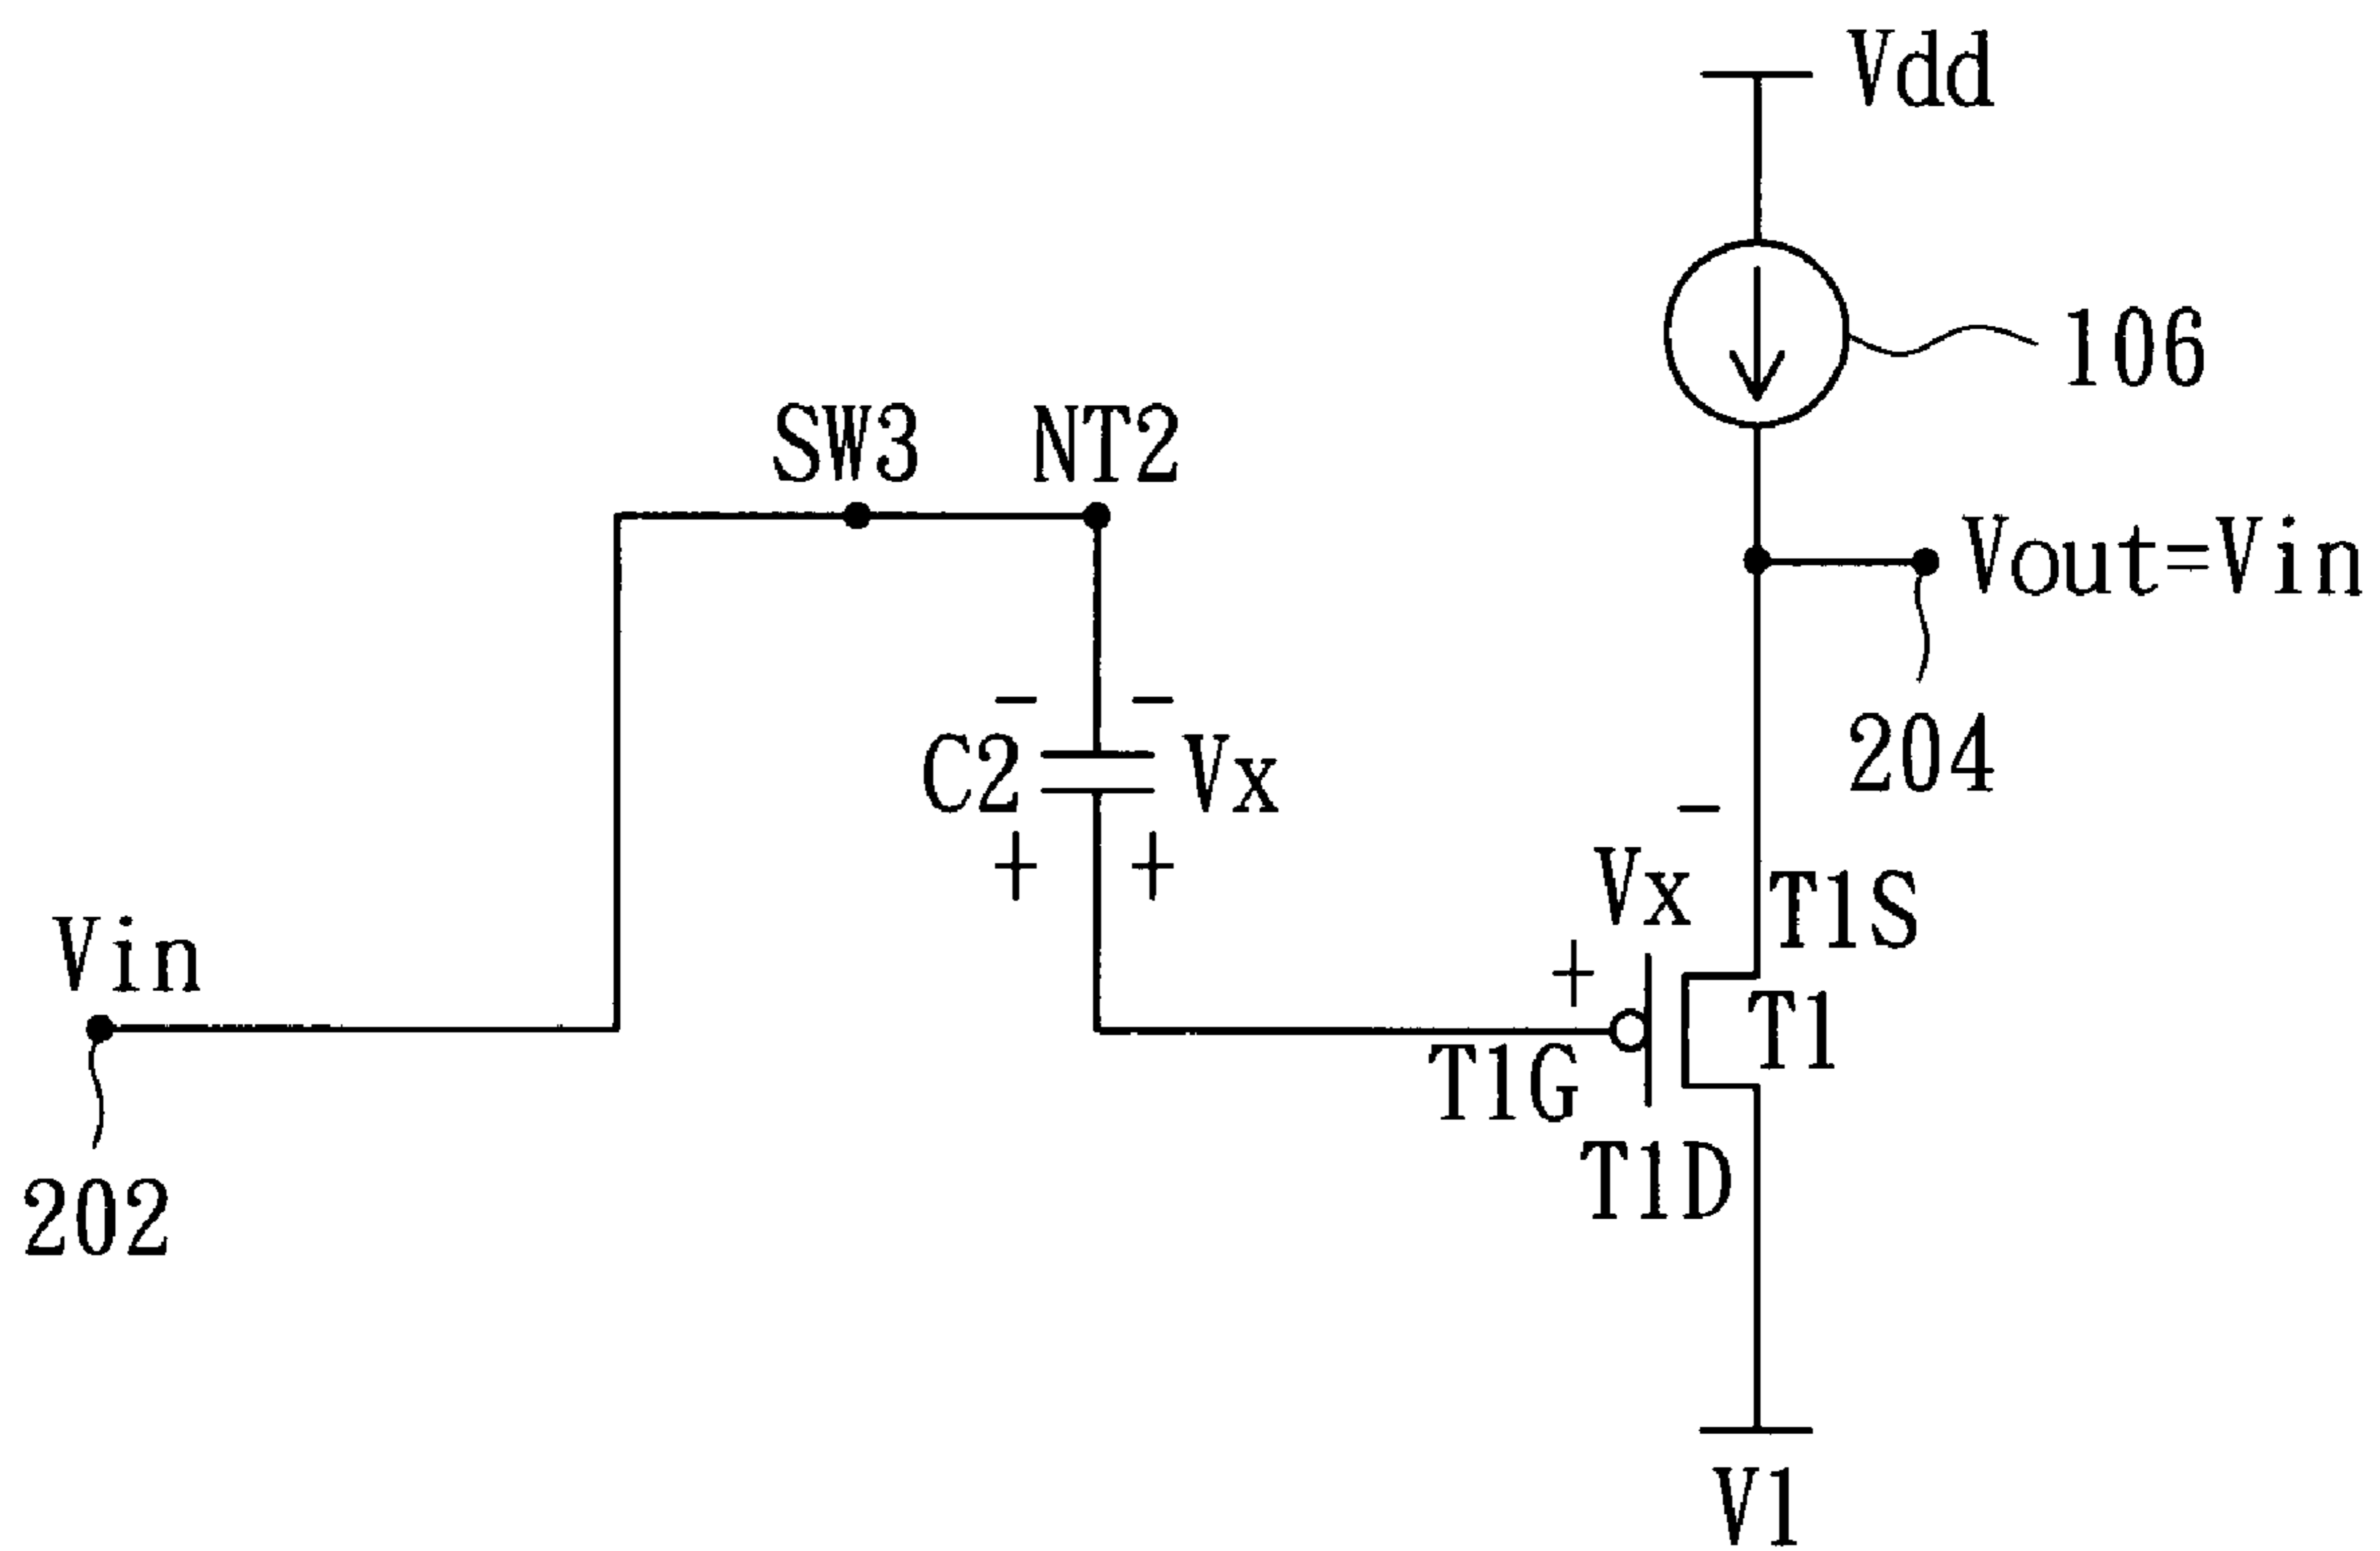 Vdd
106
SW3 NT2
Vout=Vin
204
- -
C2 Vx
+ +
-
Vx
+
T1S
T1
T1G
T1D
Vin
202
V1